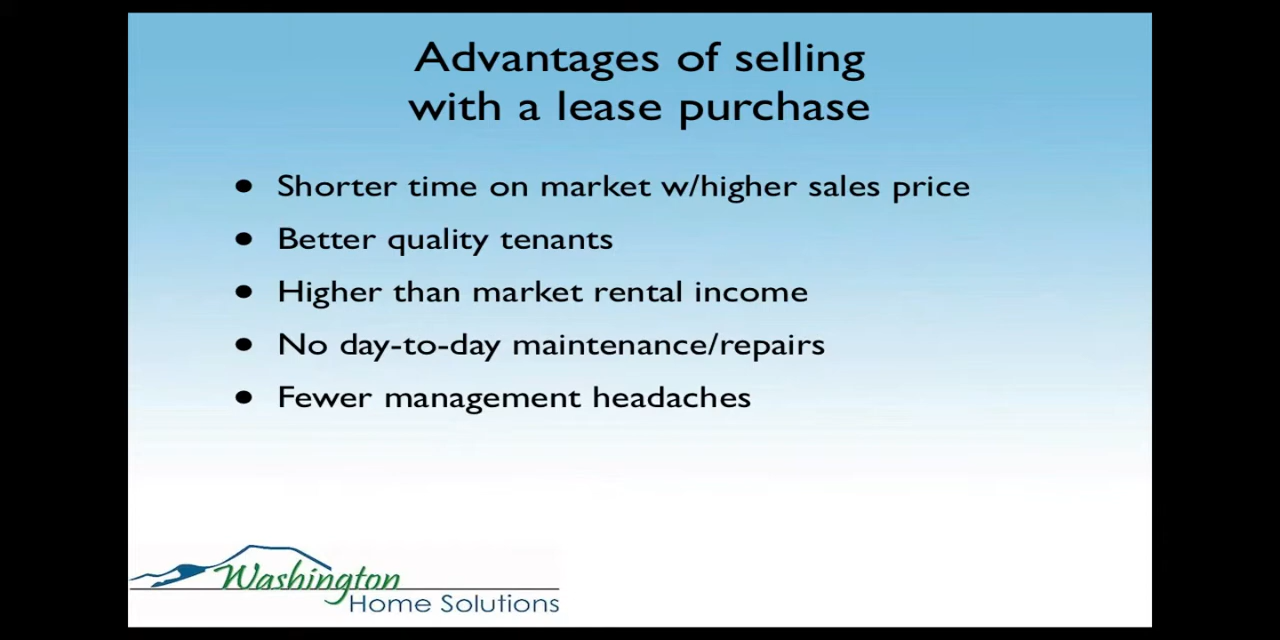 Advantages of selling
with a lease purchase
● Shorter time on market w/higher sales price
● Better quality tenants
● Higher than market rental income
● No day-to-day maintenance/repairs
● Fewer management headaches
Washington
Home Solutions